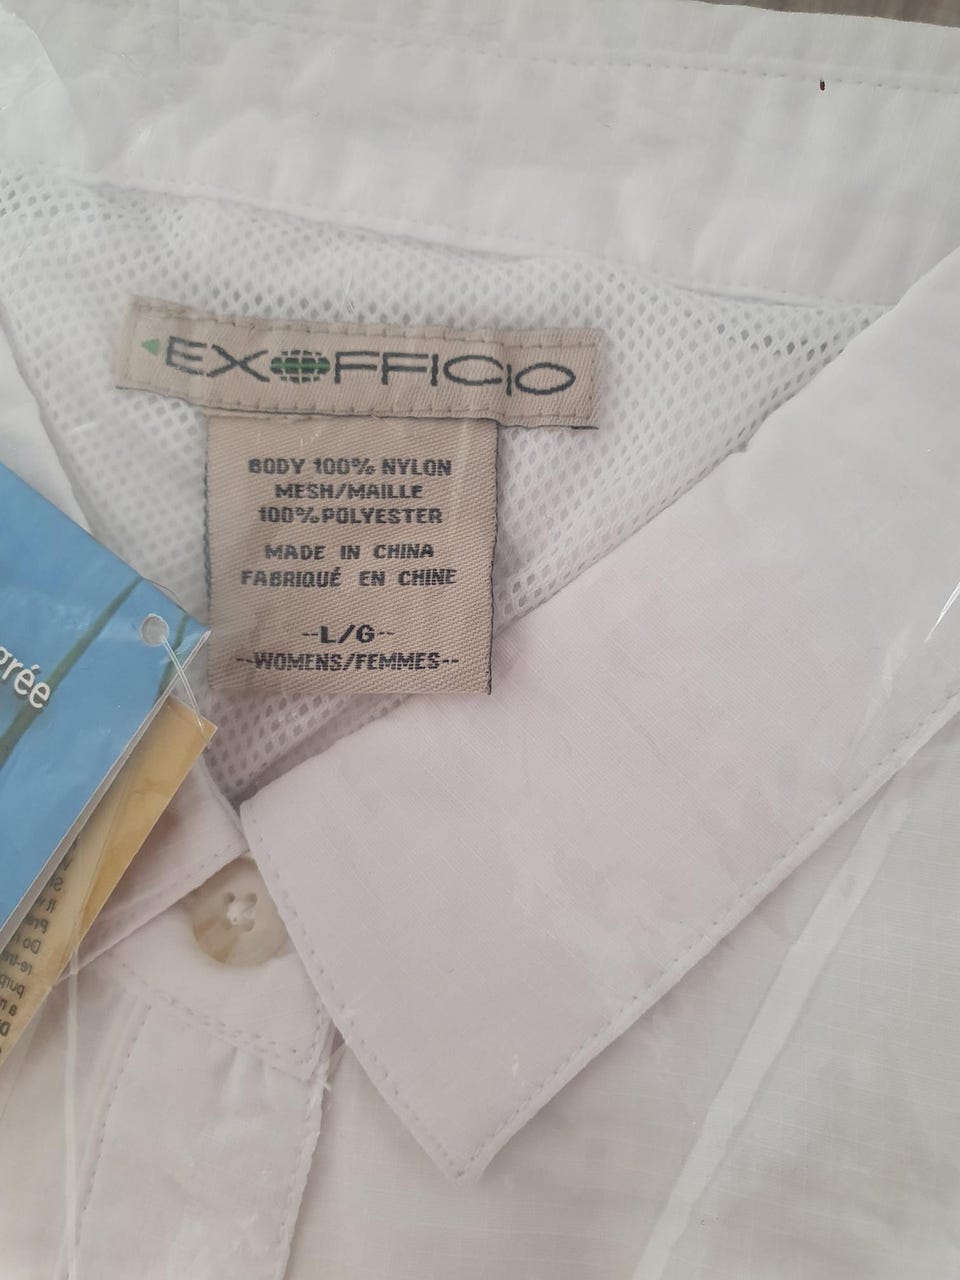 EXOFFICIO
BODY 100% NYLON
MESH/MAILLE
100% POLYESTER
MADE IN CHINA
FABRIQUÉ EN CHINE
--L/G--
--WOMENS/FEMMES--
grée